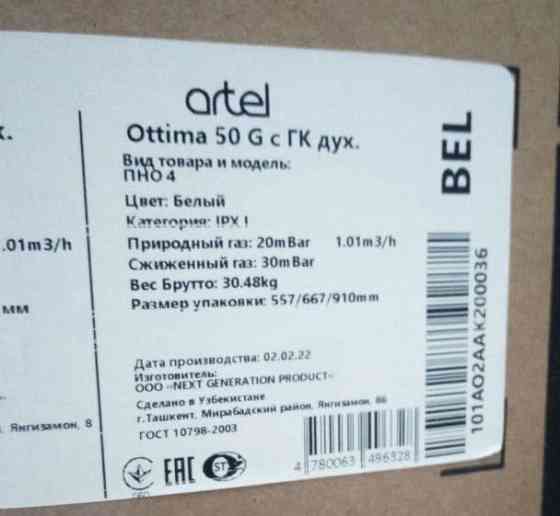 к.
.01m3/h
мм
. Янгизамон, 8
artel
Ottima 50 G с ГК дух.
Вид товара и модель:
ПНО 4
Цвет: Белый
Категория: IPX I
Природный газ: 20mBar 1.01m3/h
Сжиженный газ: 30mBar
Вес Брутто: 30.48kg
Размер упаковки: 557/667/910mm
Дата производства: 02.02.22
Изготовитель:
ООО «NEXT GENERATION PRODUCT»
Сделано в Узбекистане
г.Ташкент. Мирабадский район, Янгизамон, 86
ГОСТ 10798-2003
EAC
ST
4 780063 496328
BEL
101AO2AAK200036